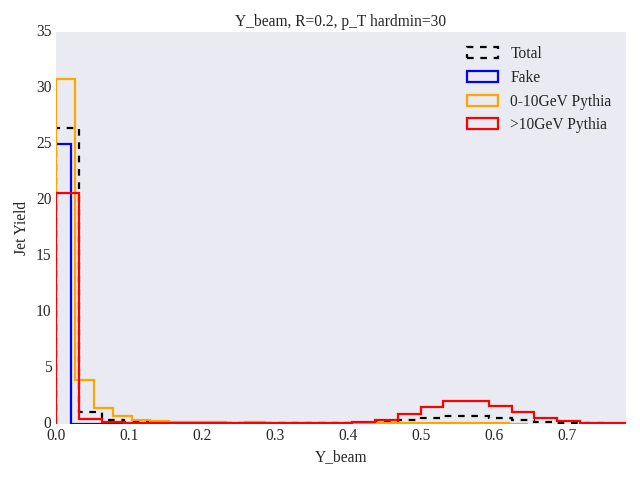 Y_beam, R=0.2, p_T hardmin=30
35
30
25
20
15
10
5
0
Jet Yield
Total
Fake
0-10GeV Pythia
>10GeV Pythia
0.0 0.1 0.2 0.3 0.4 0.5 0.6 0.7
Y_beam